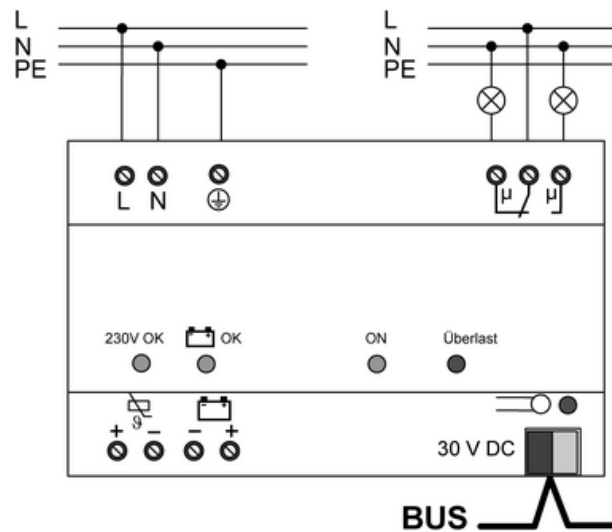 L
N
PE
L
N
PE
L N
µ µ
230V OK OK ON Überlast
ϑ
+ − − +
30 V DC
BUS